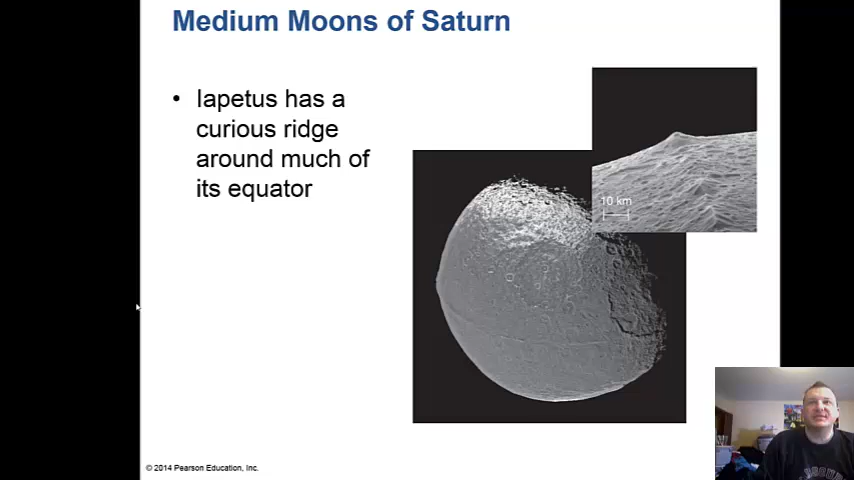 Medium Moons of Saturn
• Iapetus has a
curious ridge
around much of
its equator
10 km
© 2014 Pearson Education, Inc.